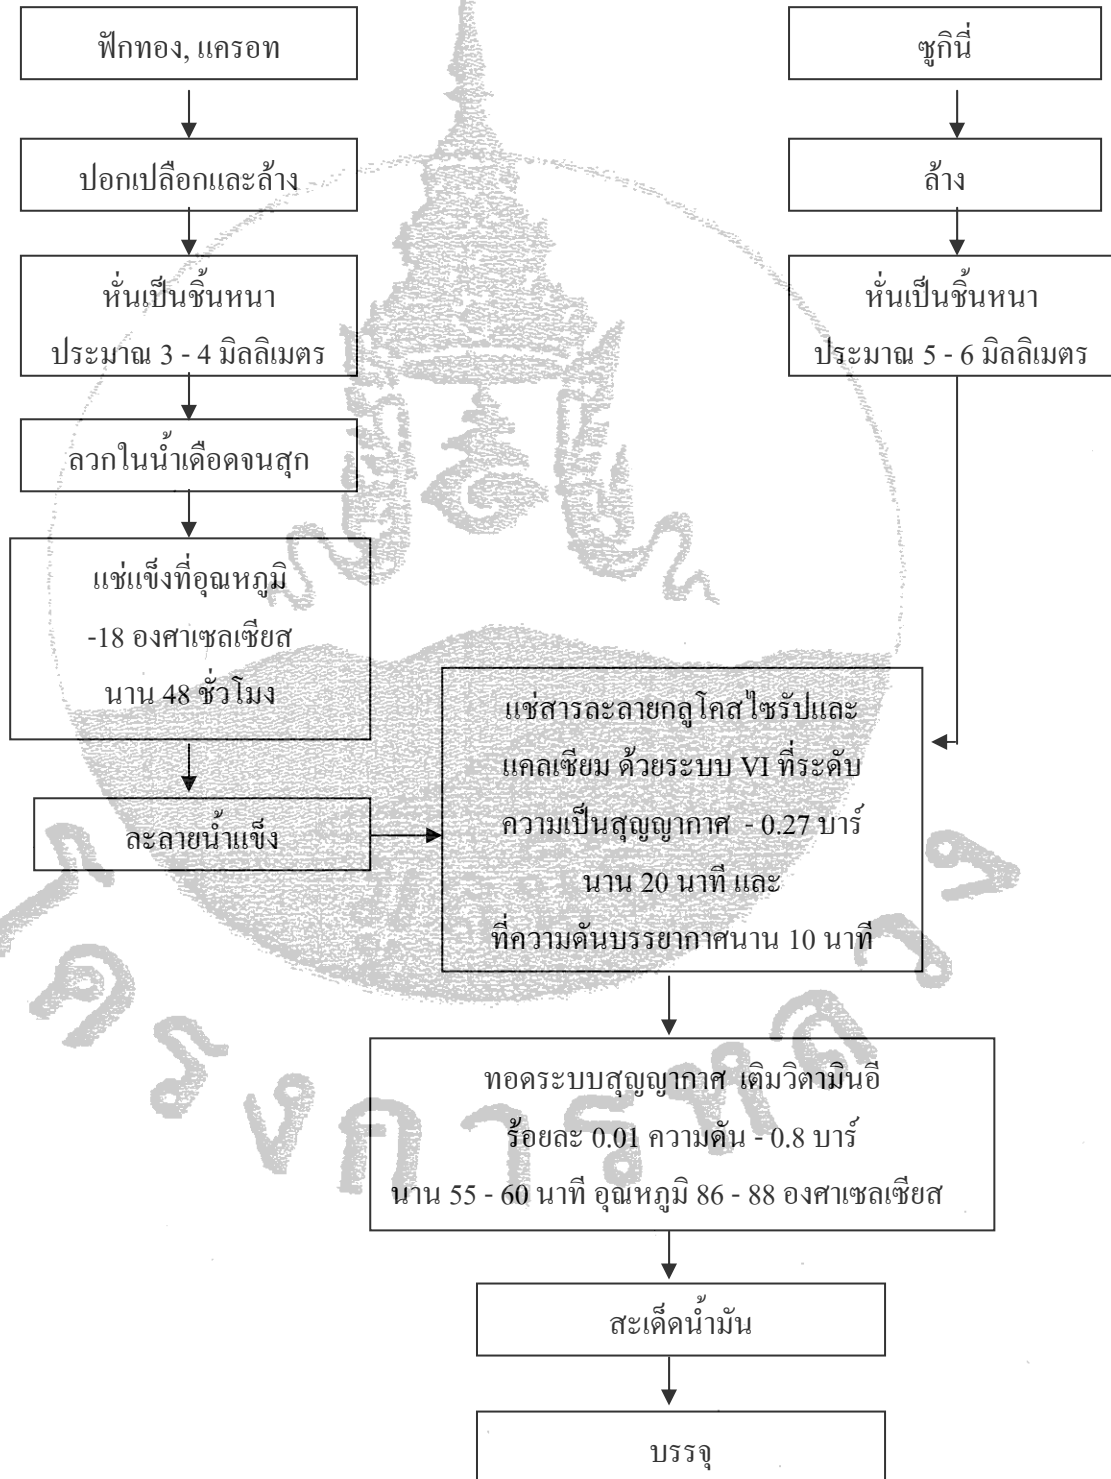 ฟักทอง, แครอท
ปอกเปลือกและล้าง
หั่นเป็นชิ้นหนา
ประมาณ 3 - 4 มิลลิเมตร
ลวกในน้ำเดือดจนสุก
แช่แข็งที่อุณหภูมิ
-18 องศาเซลเซียส
นาน 48 ชั่วโมง
ละลายน้ำแข็ง
ซูกินี่
ล้าง
หั่นเป็นชิ้นหนา
ประมาณ 5 - 6 มิลลิเมตร
แช่สารละลายกลูโคสไซรัปและ
แคลเซียม ด้วยระบบ VI ที่ระดับ
ความเป็นสุญญากาศ - 0.27 บาร์
นาน 20 นาที และ
ที่ความดันบรรยากาศนาน 10 นาที
ทอดระบบสุญญากาศ เติมวิตามินอี
ร้อยละ 0.01 ความดัน - 0.8 บาร์
นาน 55 - 60 นาที อุณหภูมิ 86 - 88 องศาเซลเซียส
สะเด็ดน้ำมัน
บรรจุ
โครงการหลวง